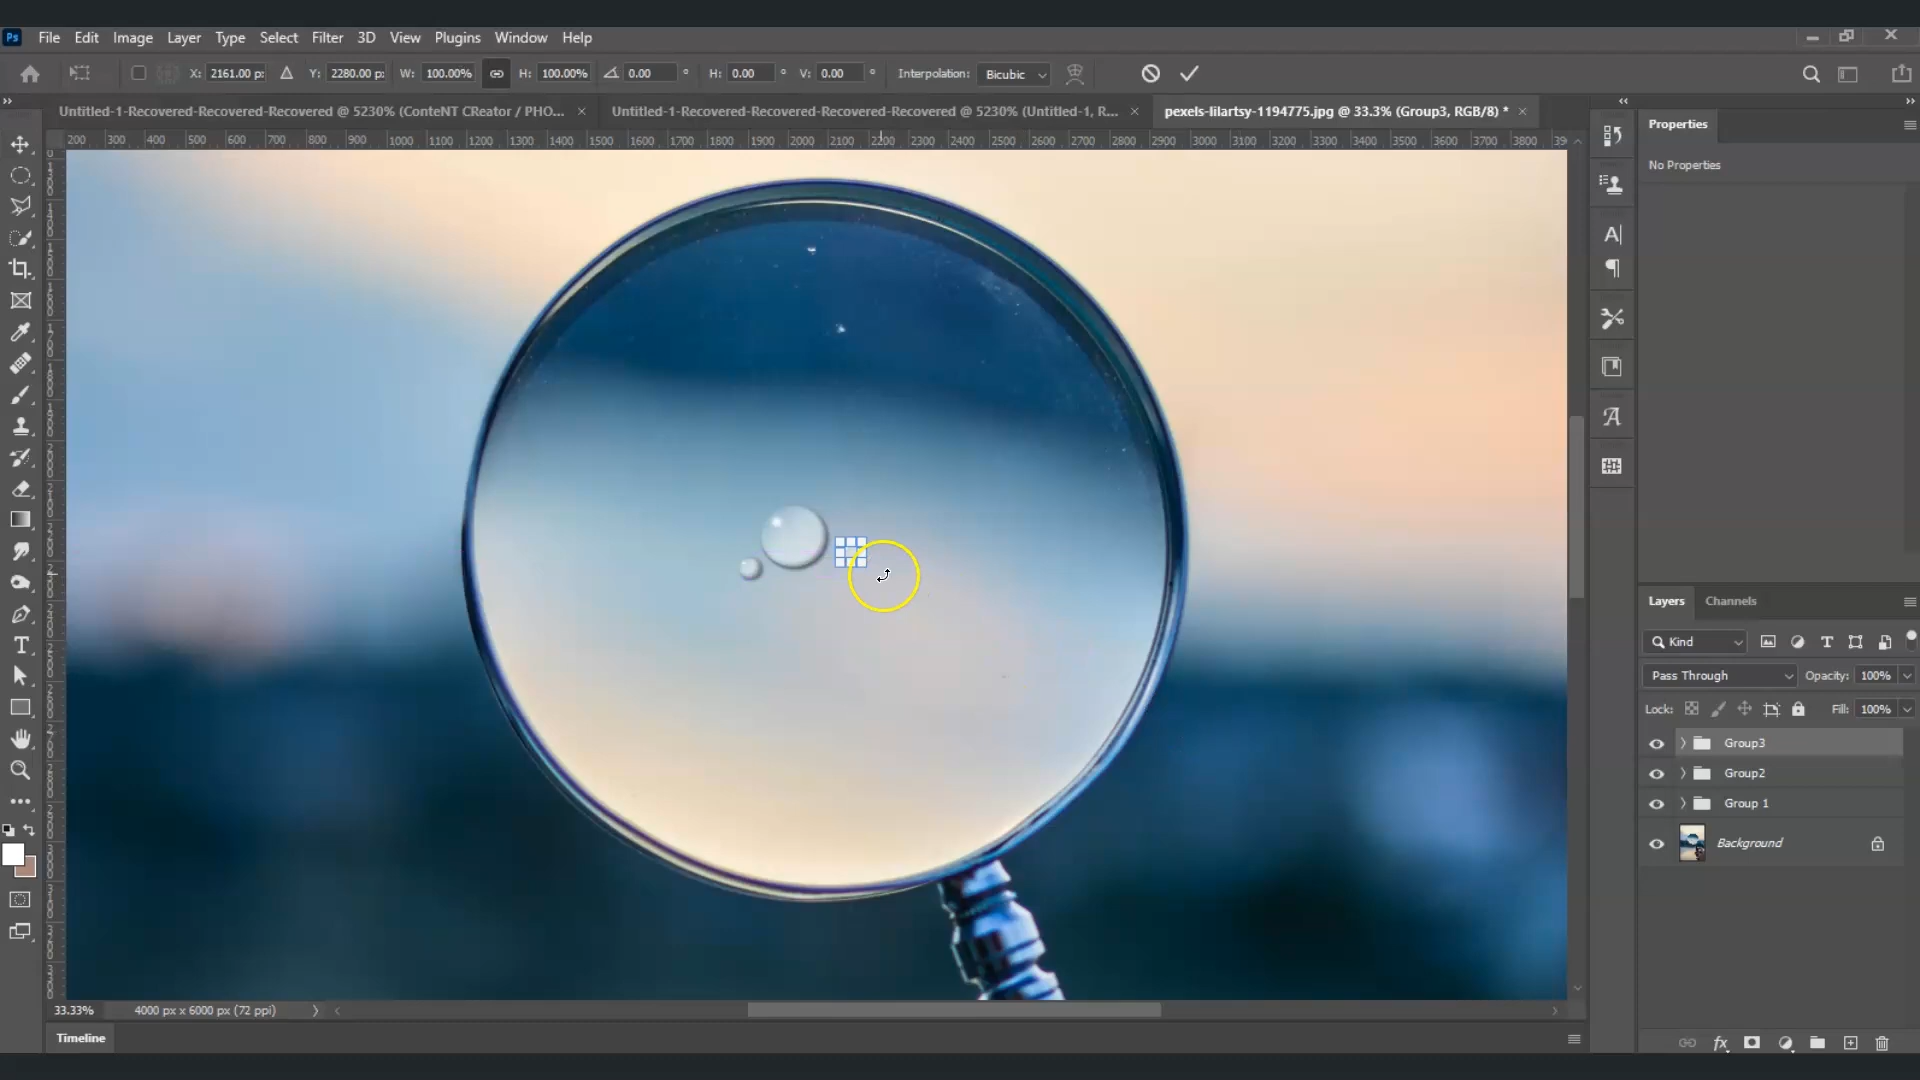 Ps File Edit Image Layer Type Select Filter 3D View Plugins Window Help
X: 2161.00 p: Y: 2280.00 p: W: 100.00% H: 100.00% 0.00 ° H: 0.00 ° V: 0.00 ° Interpolation: Bicubic
Untitled-1-Recovered-Recovered-Recovered @ 5230% (ConteNT CReator / PHO... × Untitled-1-Recovered-Recovered-Recovered-Recovered @ 5230% (Untitled-1, R... × pexels-lilartsy-1194775.jpg @ 33.3% (Group3, RGB/8) * ×
200 300 400 500 600 700 800 900 1000 1100 1200 1300 1400 1500 1600 1700 1800 1900 2000 2100 2200 2300 2400 2500 2600 2700 2800 2900 3000 3100 3200 3300 3400 3500 3600 3700 3800
Properties
No Properties
Layers Channels
Kind
Pass Through Opacity: 100%
Lock: Fill: 100%
Group3
Group2
Group 1
Background
33.33% 4000 px x 6000 px (72 ppi)
Timeline